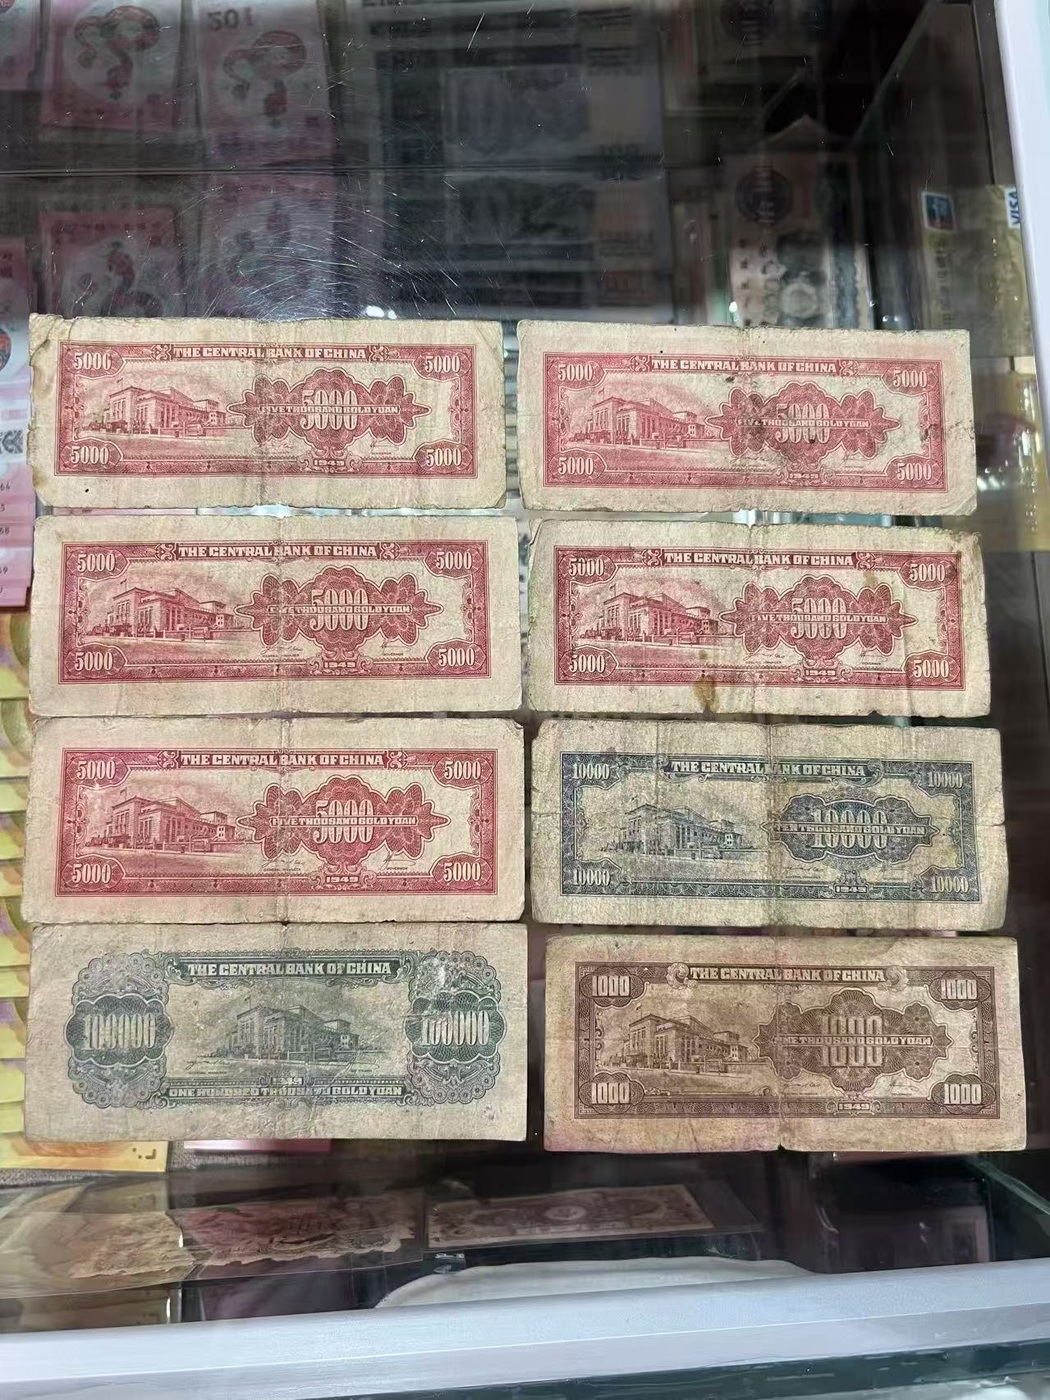 THE CENTRAL BANK OF CHINA
5000 5000
5000
FIVE THOUSAND GOLD YUAN
5000 5000
1949
THE CENTRAL BANK OF CHINA
5000 5000
5000
FIVE THOUSAND GOLD YUAN
5000 5000
1949
THE CENTRAL BANK OF CHINA
5000 5000
5000
FIVE THOUSAND GOLD YUAN
5000 5000
1949
THE CENTRAL BANK OF CHINA
5000 5000
5000
FIVE THOUSAND GOLD YUAN
5000 5000
1949
THE CENTRAL BANK OF CHINA
5000 5000
5000
FIVE THOUSAND GOLD YUAN
5000 5000
1949
THE CENTRAL BANK OF CHINA
10000 10000
10000
TEN THOUSAND GOLD YUAN
10000 10000
1949
THE CENTRAL BANK OF CHINA
100000 100000
1949
ONE HUNDRED THOUSAND GOLD YUAN
THE CENTRAL BANK OF CHINA
1000 1000
1000
ONE THOUSAND GOLD YUAN
1000
1000 1000
1949
VISA